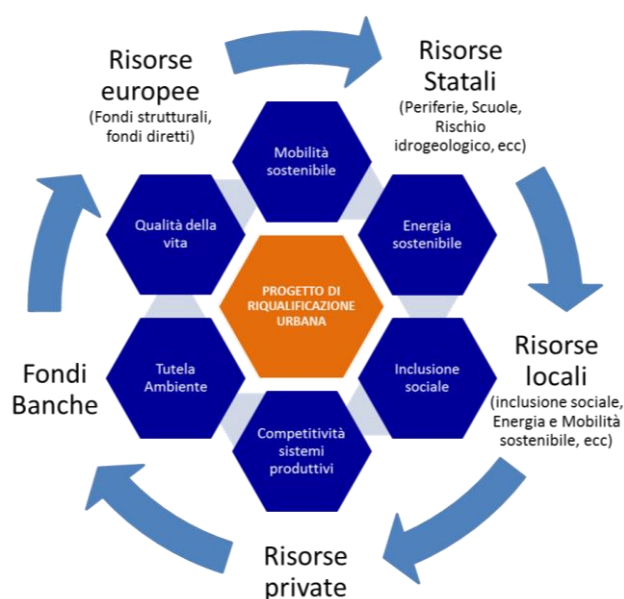 Risorse
europee
(Fondi strutturali,
fondi diretti)
Risorse
Statali
(Periferie, Scuole,
Rischio
idrogeologico, ecc)
Mobilità
sostenibile
Qualità della
vita
Energia
sostenibile
PROGETTO DI
RIQUALIFICAZIONE
URBANA
Tutela
Ambiente
Inclusione
sociale
Competitività
sistemi
produttivi
Fondi
Banche
Risorse
locali
(inclusione sociale,
Energia e Mobilità
sostenibile, ecc)
Risorse
private